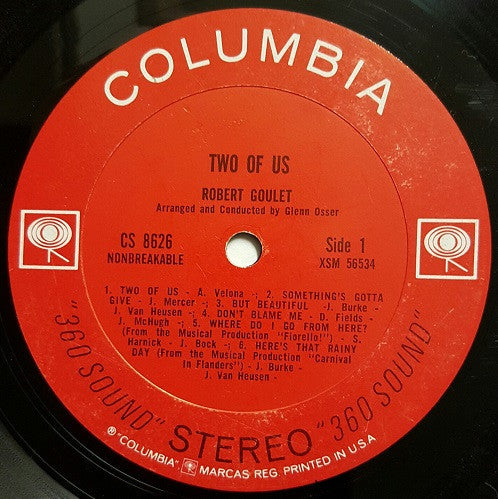 COLUMBIA
TWO OF US
ROBERT GOULET
Arranged and Conducted by Glenn Osser
CS 8626
NONBREAKABLE
Side 1
XSM 56534
1. TWO OF US - A. Velona -; 2. SOMETHING'S GOTTA
GIVE - J. Mercer -; 3. BUT BEAUTIFUL -J. Burke -
J. Van Heusen -; 4. DON'T BLAME ME - D. Fields -
J. McHugh -; 5. WHERE DO I GO FROM HERE?
(From the Musical Production "Fiorello!") - S.
Harnick - J. Bock -; 6. HERE'S THAT RAINY
DAY (From the Musical Production "Carnival
In Flanders") - J. Burke -
J. Van Heusen -
"360 SOUND" STEREO "360 SOUND"
® "COLUMBIA" MARCAS REG. PRINTED IN U.S.A.